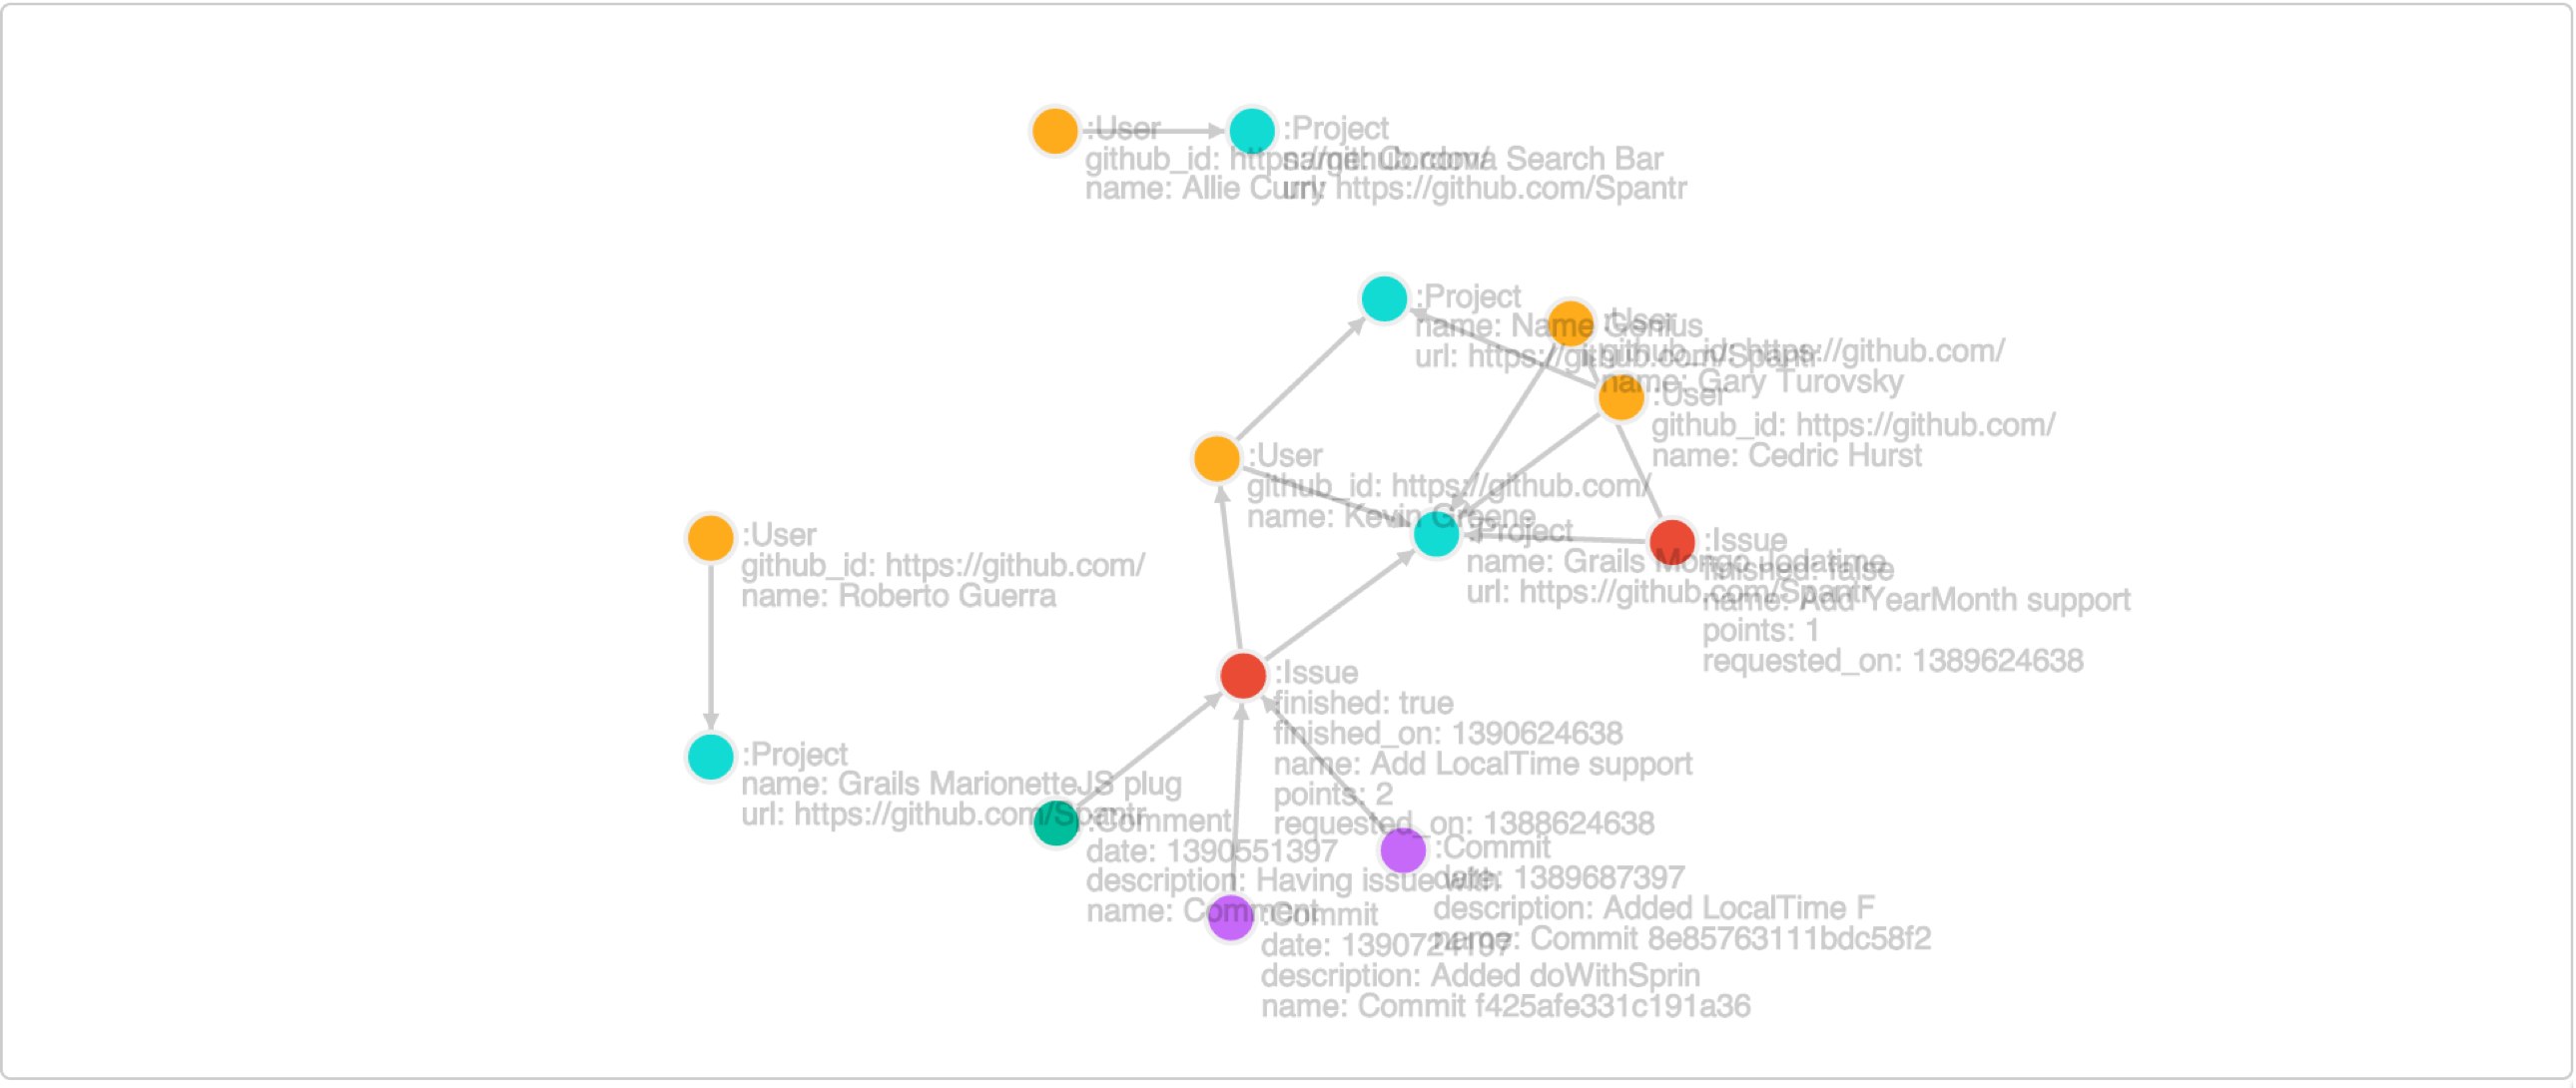 :User
github_id: https://github.com/
name: Allie Curry
:Project
name: Cordova Search Bar
url: https://github.com/Spantr
:Project
name: Name Genius
url: https://github.com/Spantr
:User
github_id: https://github.com/
name: Gary Turovsky
:User
github_id: https://github.com/
name: Cedric Hurst
:User
github_id: https://github.com/
name: Kevin Greene
:Project
name: Grails Mongo Jodatime
url: https://github.com/Spantr
:Issue
finished: false
name: Add YearMonth support
points: 1
requested_on: 1389624638
:User
github_id: https://github.com/
name: Roberto Guerra
:Project
name: Grails MarionetteJS plug
url: https://github.com/Spantr
:Issue
finished: true
finished_on: 1390624638
name: Add LocalTime support
points: 2
requested_on: 1388624638
:Comment
date: 1390551397
description: Having issue with
name: Comment
:Commit
date: 1389687397
description: Added LocalTime F
name: Commit 8e85763111bdc58f2
:Commit
date: 1390724197
description: Added doWithSprin
name: Commit f425afe331c191a36